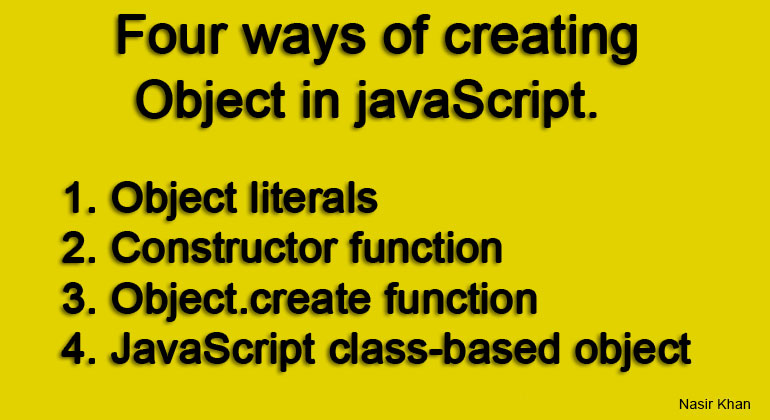 Four ways of creating
Object in javaScript.
1. Object literals
2. Constructor function
3. Object.create function
4. JavaScript class-based object
Nasir Khan